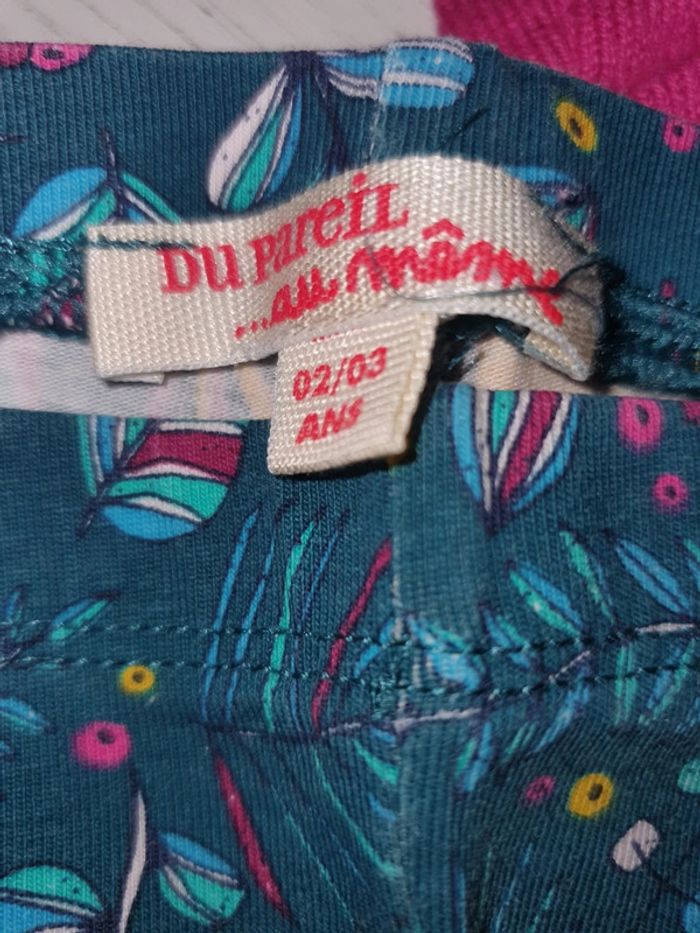 DU PAREIL
...au même
02/03
ANS